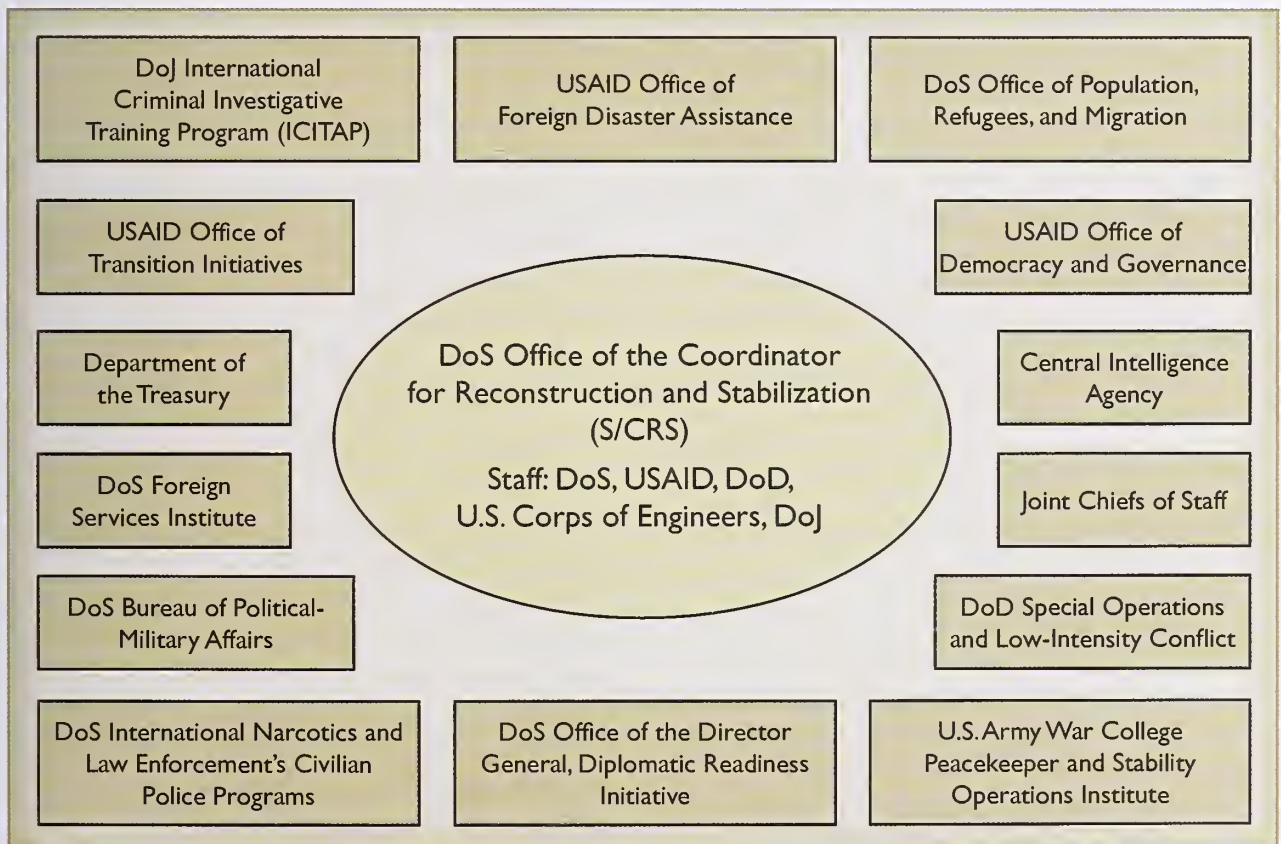 DoJ International
Criminal Investigative
Training Program (ICITAP)
USAID Office of
Foreign Disaster Assistance
DoS Office of Population,
Refugees, and Migration
USAID Office of
Transition Initiatives
USAID Office of
Democracy and Governance
Department of
the Treasury
DoS Office of the Coordinator
for Reconstruction and Stabilization
(S/CRS)
Staff: DoS, USAID, DoD,
U.S. Corps of Engineers, DoJ
Central Intelligence
Agency
DoS Foreign
Services Institute
Joint Chiefs of Staff
DoS Bureau of Political-
Military Affairs
DoD Special Operations
and Low-Intensity Conflict
DoS International Narcotics and
Law Enforcement's Civilian
Police Programs
DoS Office of the Director
General, Diplomatic Readiness
Initiative
U.S. Army War College
Peacekeeper and Stability
Operations Institute